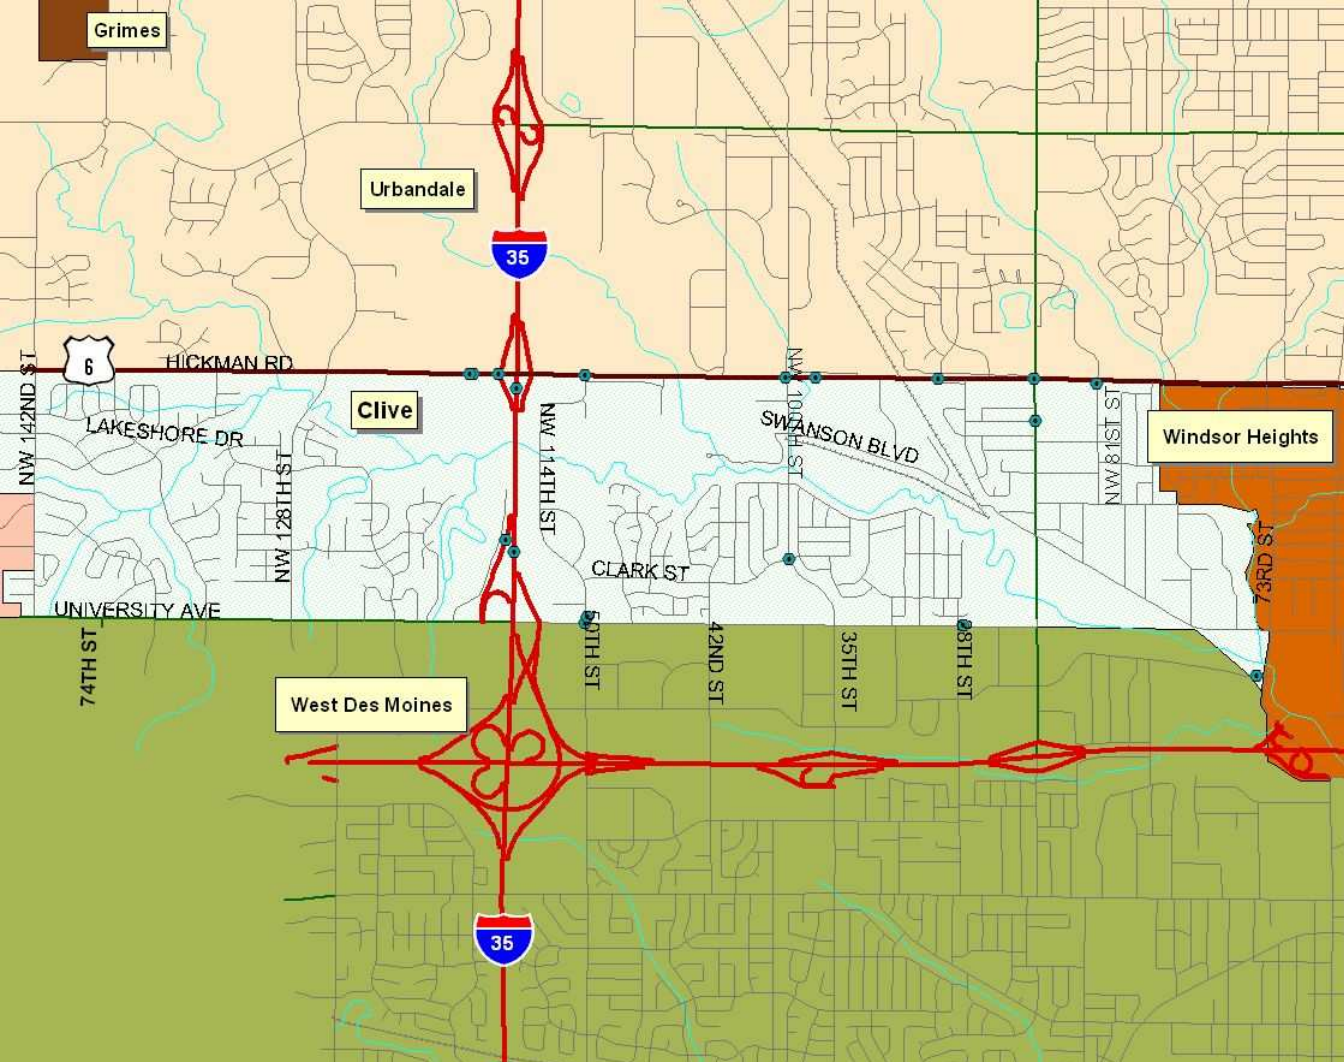 Grimes
Urbandale
35
6
HICKMAN RD
NW 142ND ST
Clive
LAKESHORE DR
NW 128TH ST
NW 114TH ST
NW 100TH ST
SWANSON BLVD
NW 81ST ST
Windsor Heights
73RD ST
CLARK ST
UNIVERSITY AVE
74TH ST
50TH ST
42ND ST
35TH ST
28TH ST
West Des Moines
35